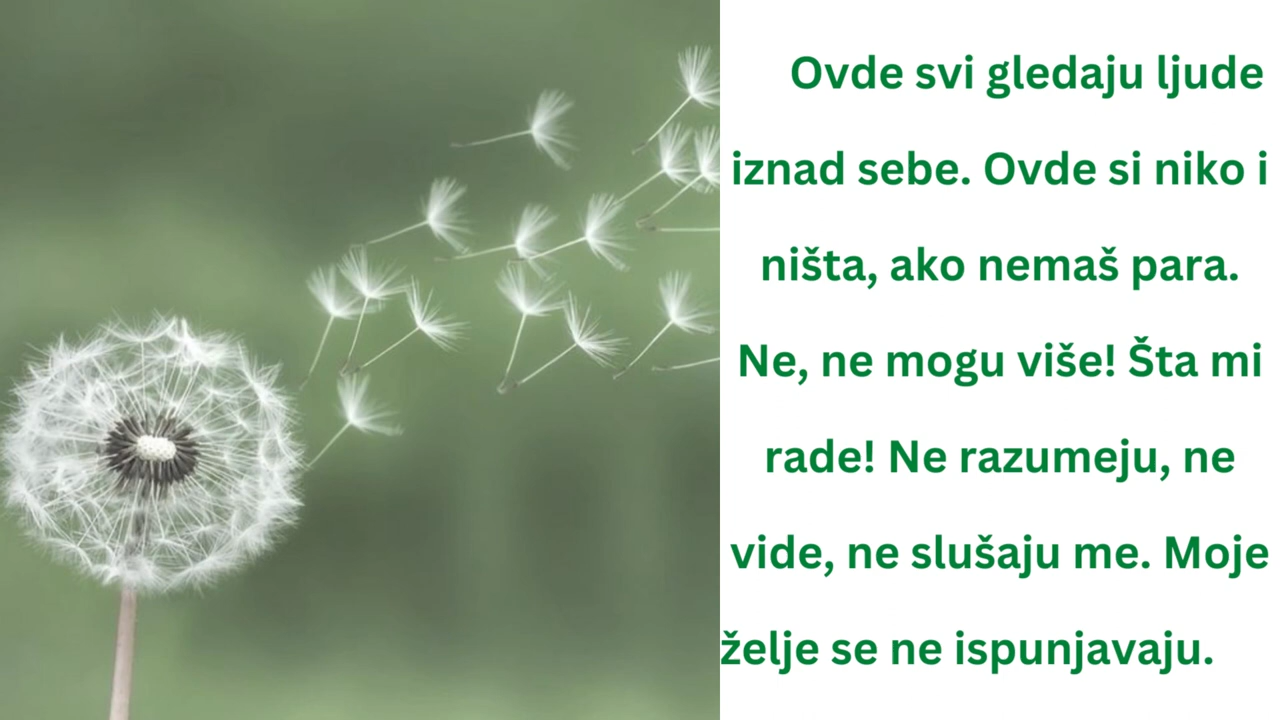 Ovde svi gledaju ljude
iznad sebe. Ovde si niko i
ništa, ako nemaš para.
Ne, ne mogu više! Šta mi
rade! Ne razumeju, ne
vide, ne slušaju me. Moje
želje se ne ispunjavaju.